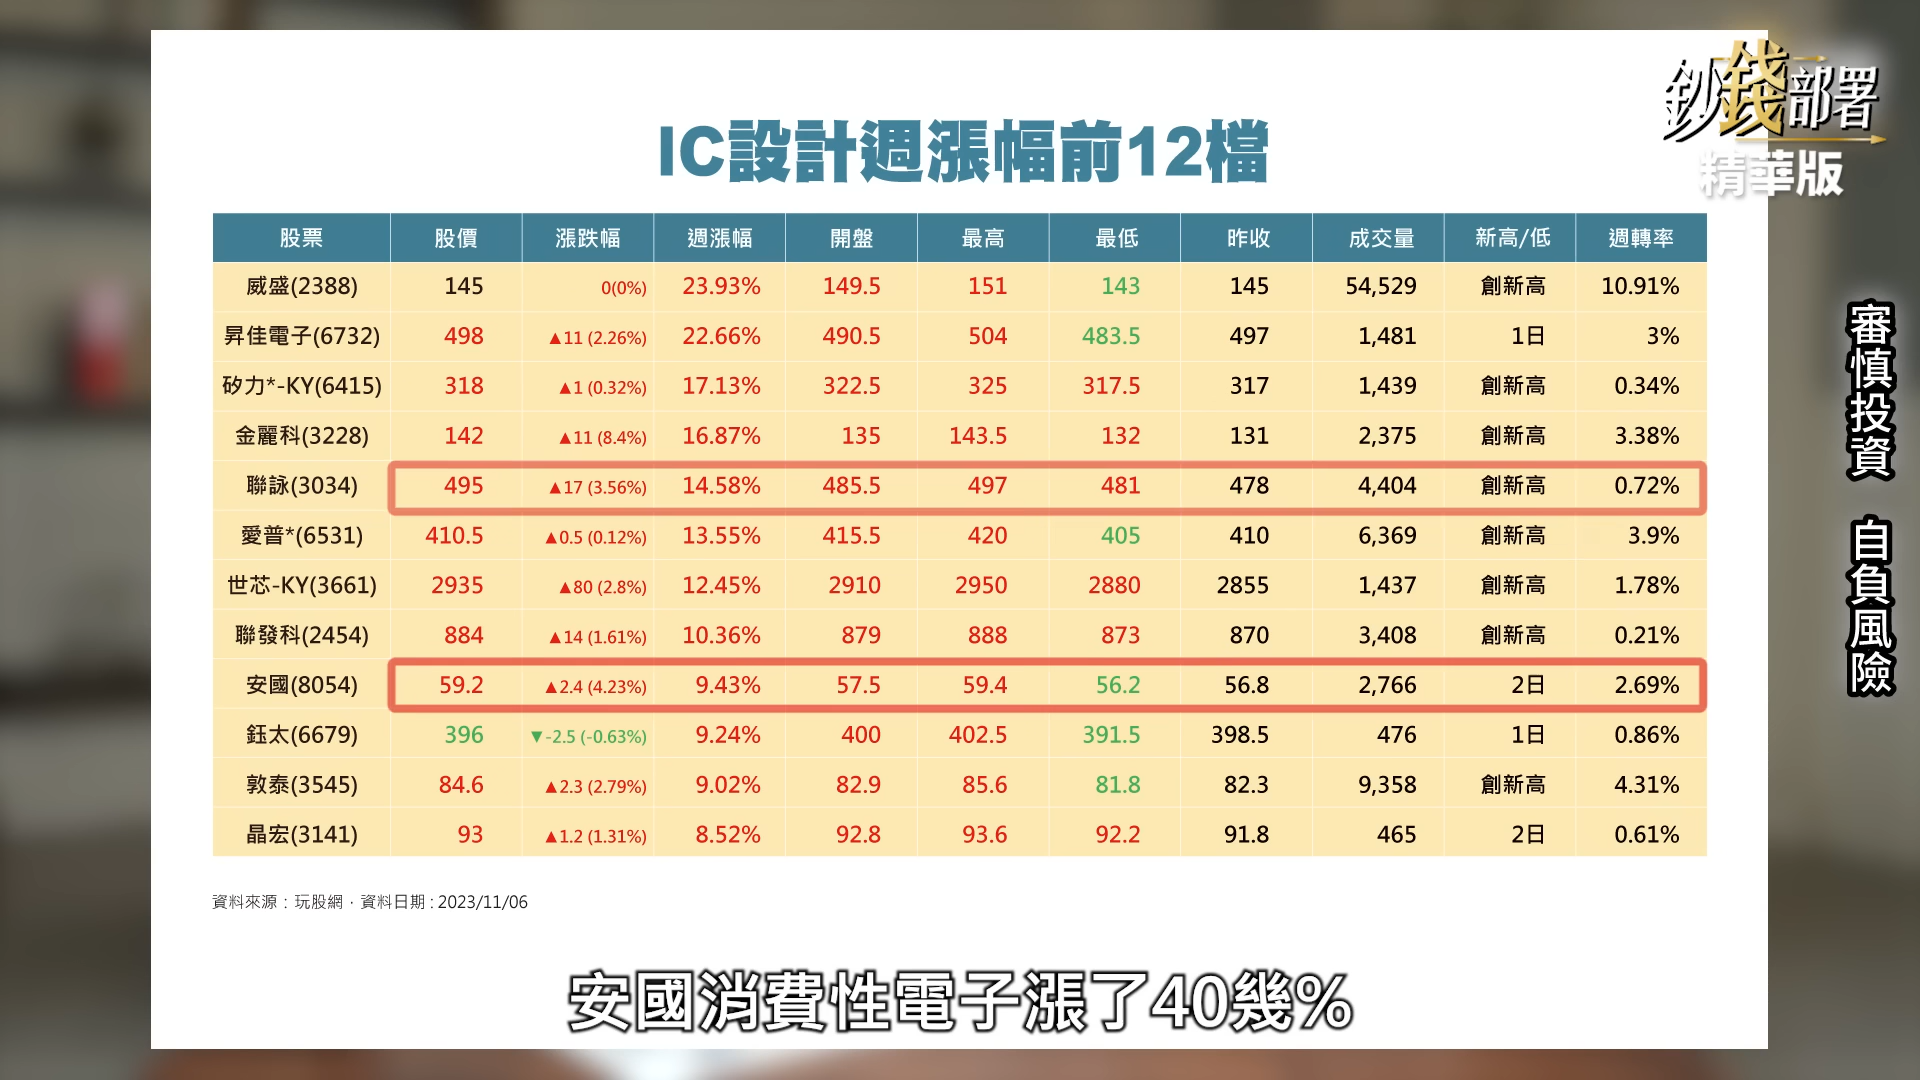 鈔錢部署
精華版
IC設計週漲幅前12檔
股票 股價 漲跌幅 週漲幅 開盤 最高 最低 昨收 成交量 新高/低 週轉率
威盛(2388) 145 0(0%) 23.93% 149.5 151 143 145 54,529 創新高 10.91%
昇佳電子(6732) 498 ▲11 (2.26%) 22.66% 490.5 504 483.5 497 1,481 1日 3%
矽力*-KY(6415) 318 ▲1 (0.32%) 17.13% 322.5 325 317.5 317 1,439 創新高 0.34%
金麗科(3228) 142 ▲11 (8.4%) 16.87% 135 143.5 132 131 2,375 創新高 3.38%
聯詠(3034) 495 ▲17 (3.56%) 14.58% 485.5 497 481 478 4,404 創新高 0.72%
愛普*(6531) 410.5 ▲0.5 (0.12%) 13.55% 415.5 420 405 410 6,369 創新高 3.9%
世芯-KY(3661) 2935 ▲80 (2.8%) 12.45% 2910 2950 2880 2855 1,437 創新高 1.78%
聯發科(2454) 884 ▲14 (1.61%) 10.36% 879 888 873 870 3,408 創新高 0.21%
安國(8054) 59.2 ▲2.4 (4.23%) 9.43% 57.5 59.4 56.2 56.8 2,766 2日 2.69%
鈺太(6679) 396 ▼-2.5 (-0.63%) 9.24% 400 402.5 391.5 398.5 476 1日 0.86%
敦泰(3545) 84.6 ▲2.3 (2.79%) 9.02% 82.9 85.6 81.8 82.3 9,358 創新高 4.31%
晶宏(3141) 93 ▲1.2 (1.31%) 8.52% 92.8 93.6 92.2 91.8 465 2日 0.61%
資料來源：玩股網‧資料日期：2023/11/06
審慎投資 自負風險
安國消費性電子漲了40幾%